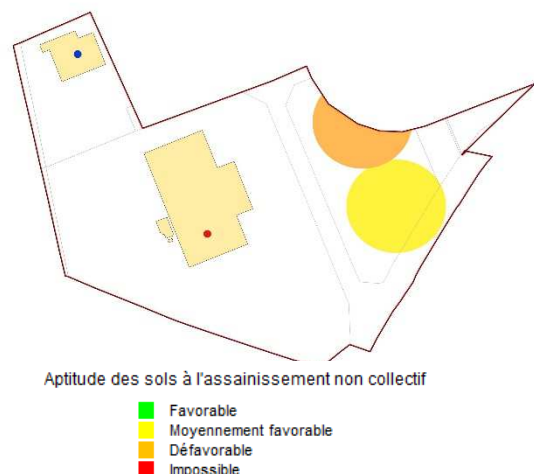 Aptitude des sols à l'assainissement non collectif
Favorable
Moyennement favorable
Défavorable
Impossible